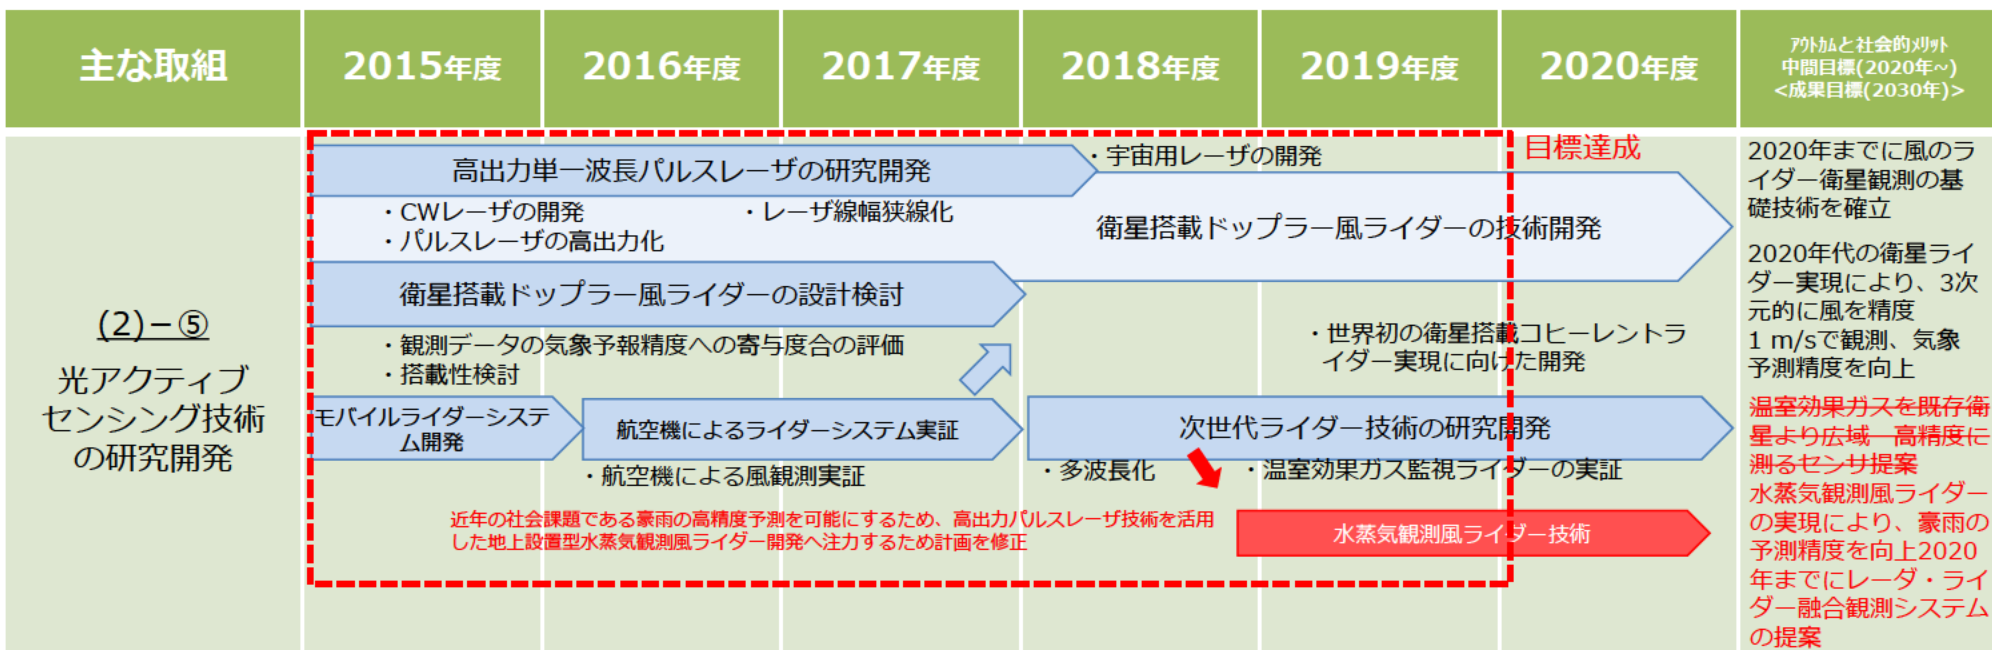 主な取組
2015年度
2016年度
2017年度
2018年度
2019年度
2020年度
ｱｳﾄｶﾑと社会的ﾒﾘｯﾄ
中間目標(2020年~)
<成果目標(2030年)>
(2)－⑤
光アクティブ
センシング技術
の研究開発
目標達成
高出力単一波長パルスレーザの研究開発
・宇宙用レーザの開発
・CWレーザの開発
・レーザ線幅狭線化
・パルスレーザの高出力化
衛星搭載ドップラー風ライダーの技術開発
衛星搭載ドップラー風ライダーの設計検討
・観測データの気象予報精度への寄与度合の評価
・搭載性検討
・世界初の衛星搭載コヒーレントラ
イダー実現に向けた開発
モバイルライダーシステ
ム開発
航空機によるライダーシステム実証
次世代ライダー技術の研究開発
・航空機による風観測実証
・多波長化
・温室効果ガス監視ライダーの実証
近年の社会課題である豪雨の高精度予測を可能にするため、高出力パルスレーザ技術を活用
した地上設置型水蒸気観測風ライダー開発へ注力するため計画を修正
水蒸気観測風ライダー技術
2020年までに風のラ
イダー衛星観測の基
礎技術を確立
2020年代の衛星ライ
ダー実現により、3次
元的に風を精度
1 m/sで観測、気象
予測精度を向上
温室効果ガスを既存衛
星より広域　高精度に
測るセンサ提案
水蒸気観測風ライダー
の実現により、豪雨の
予測精度を向上2020
年までにレーダ・ライ
ダー融合観測システム
の提案